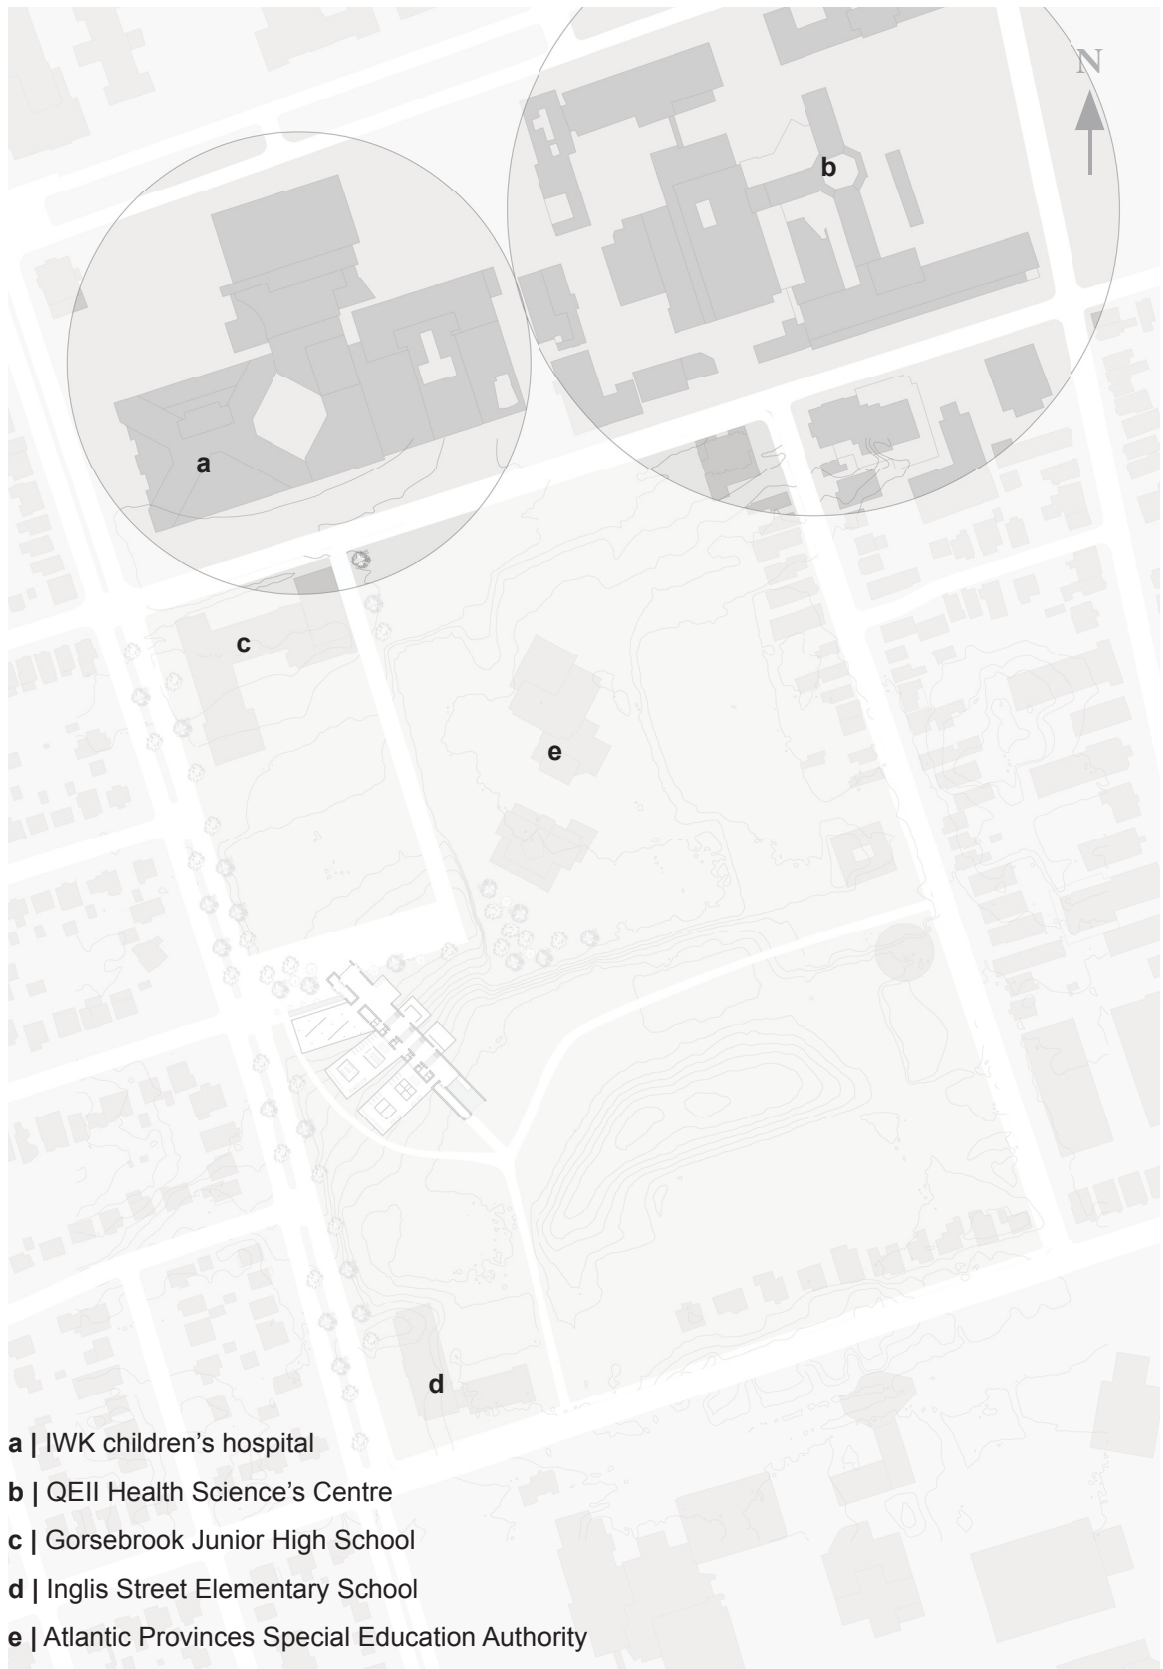 N
b
a
c
e
d
a | IWK children's hospital
b | QEII Health Science's Centre
c | Gorsebrook Junior High School
d | Inglis Street Elementary School
e | Atlantic Provinces Special Education Authority